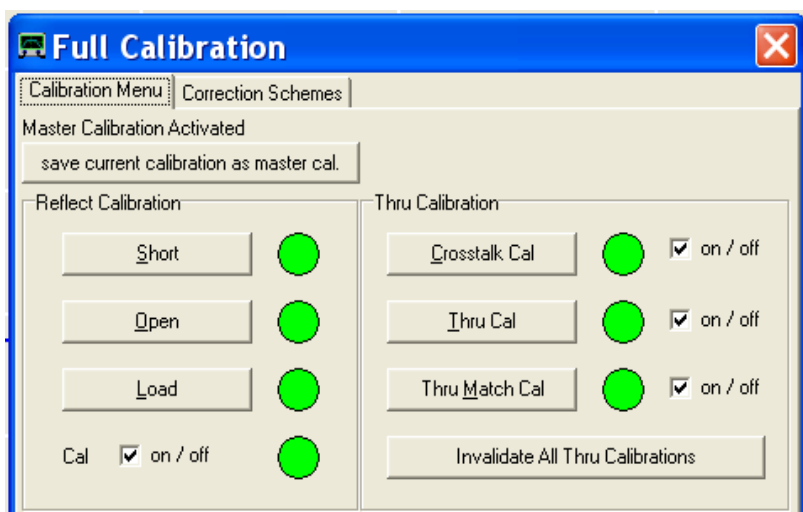 Full Calibration
Calibration Menu Correction Schemes
Master Calibration Activated
save current calibration as master cal.
Reflect Calibration
Short
Open
Load
Cal on / off
Thru Calibration
Crosstalk Cal on / off
Thru Cal on / off
Thru Match Cal on / off
Invalidate All Thru Calibrations